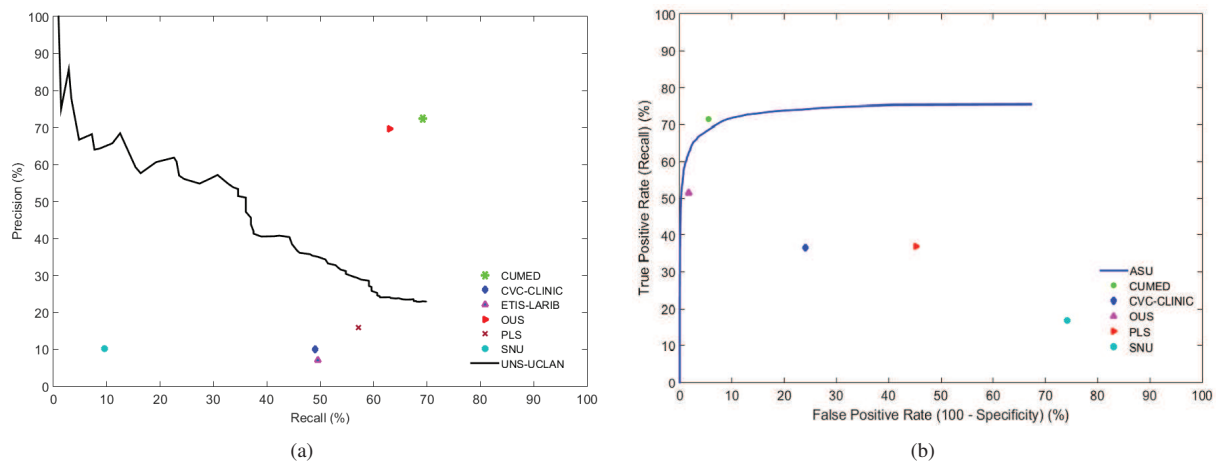 100
90
80
70
60
50
40
30
20
10
0
Precision (%)
CUMED
CVC-CLINIC
ETIS-LARIB
OUS
PLS
SNU
UNS-UCLAN
0 10 20 30 40 50 60 70 80 90 100
Recall (%)
(a)
100
90
80
70
60
50
40
30
20
10
0
True Positive Rate (Recall) (%)
ASU
CUMED
CVC-CLINIC
OUS
PLS
SNU
0 10 20 30 40 50 60 70 80 90 100
False Positive Rate (100 - Specificity) (%)
(b)